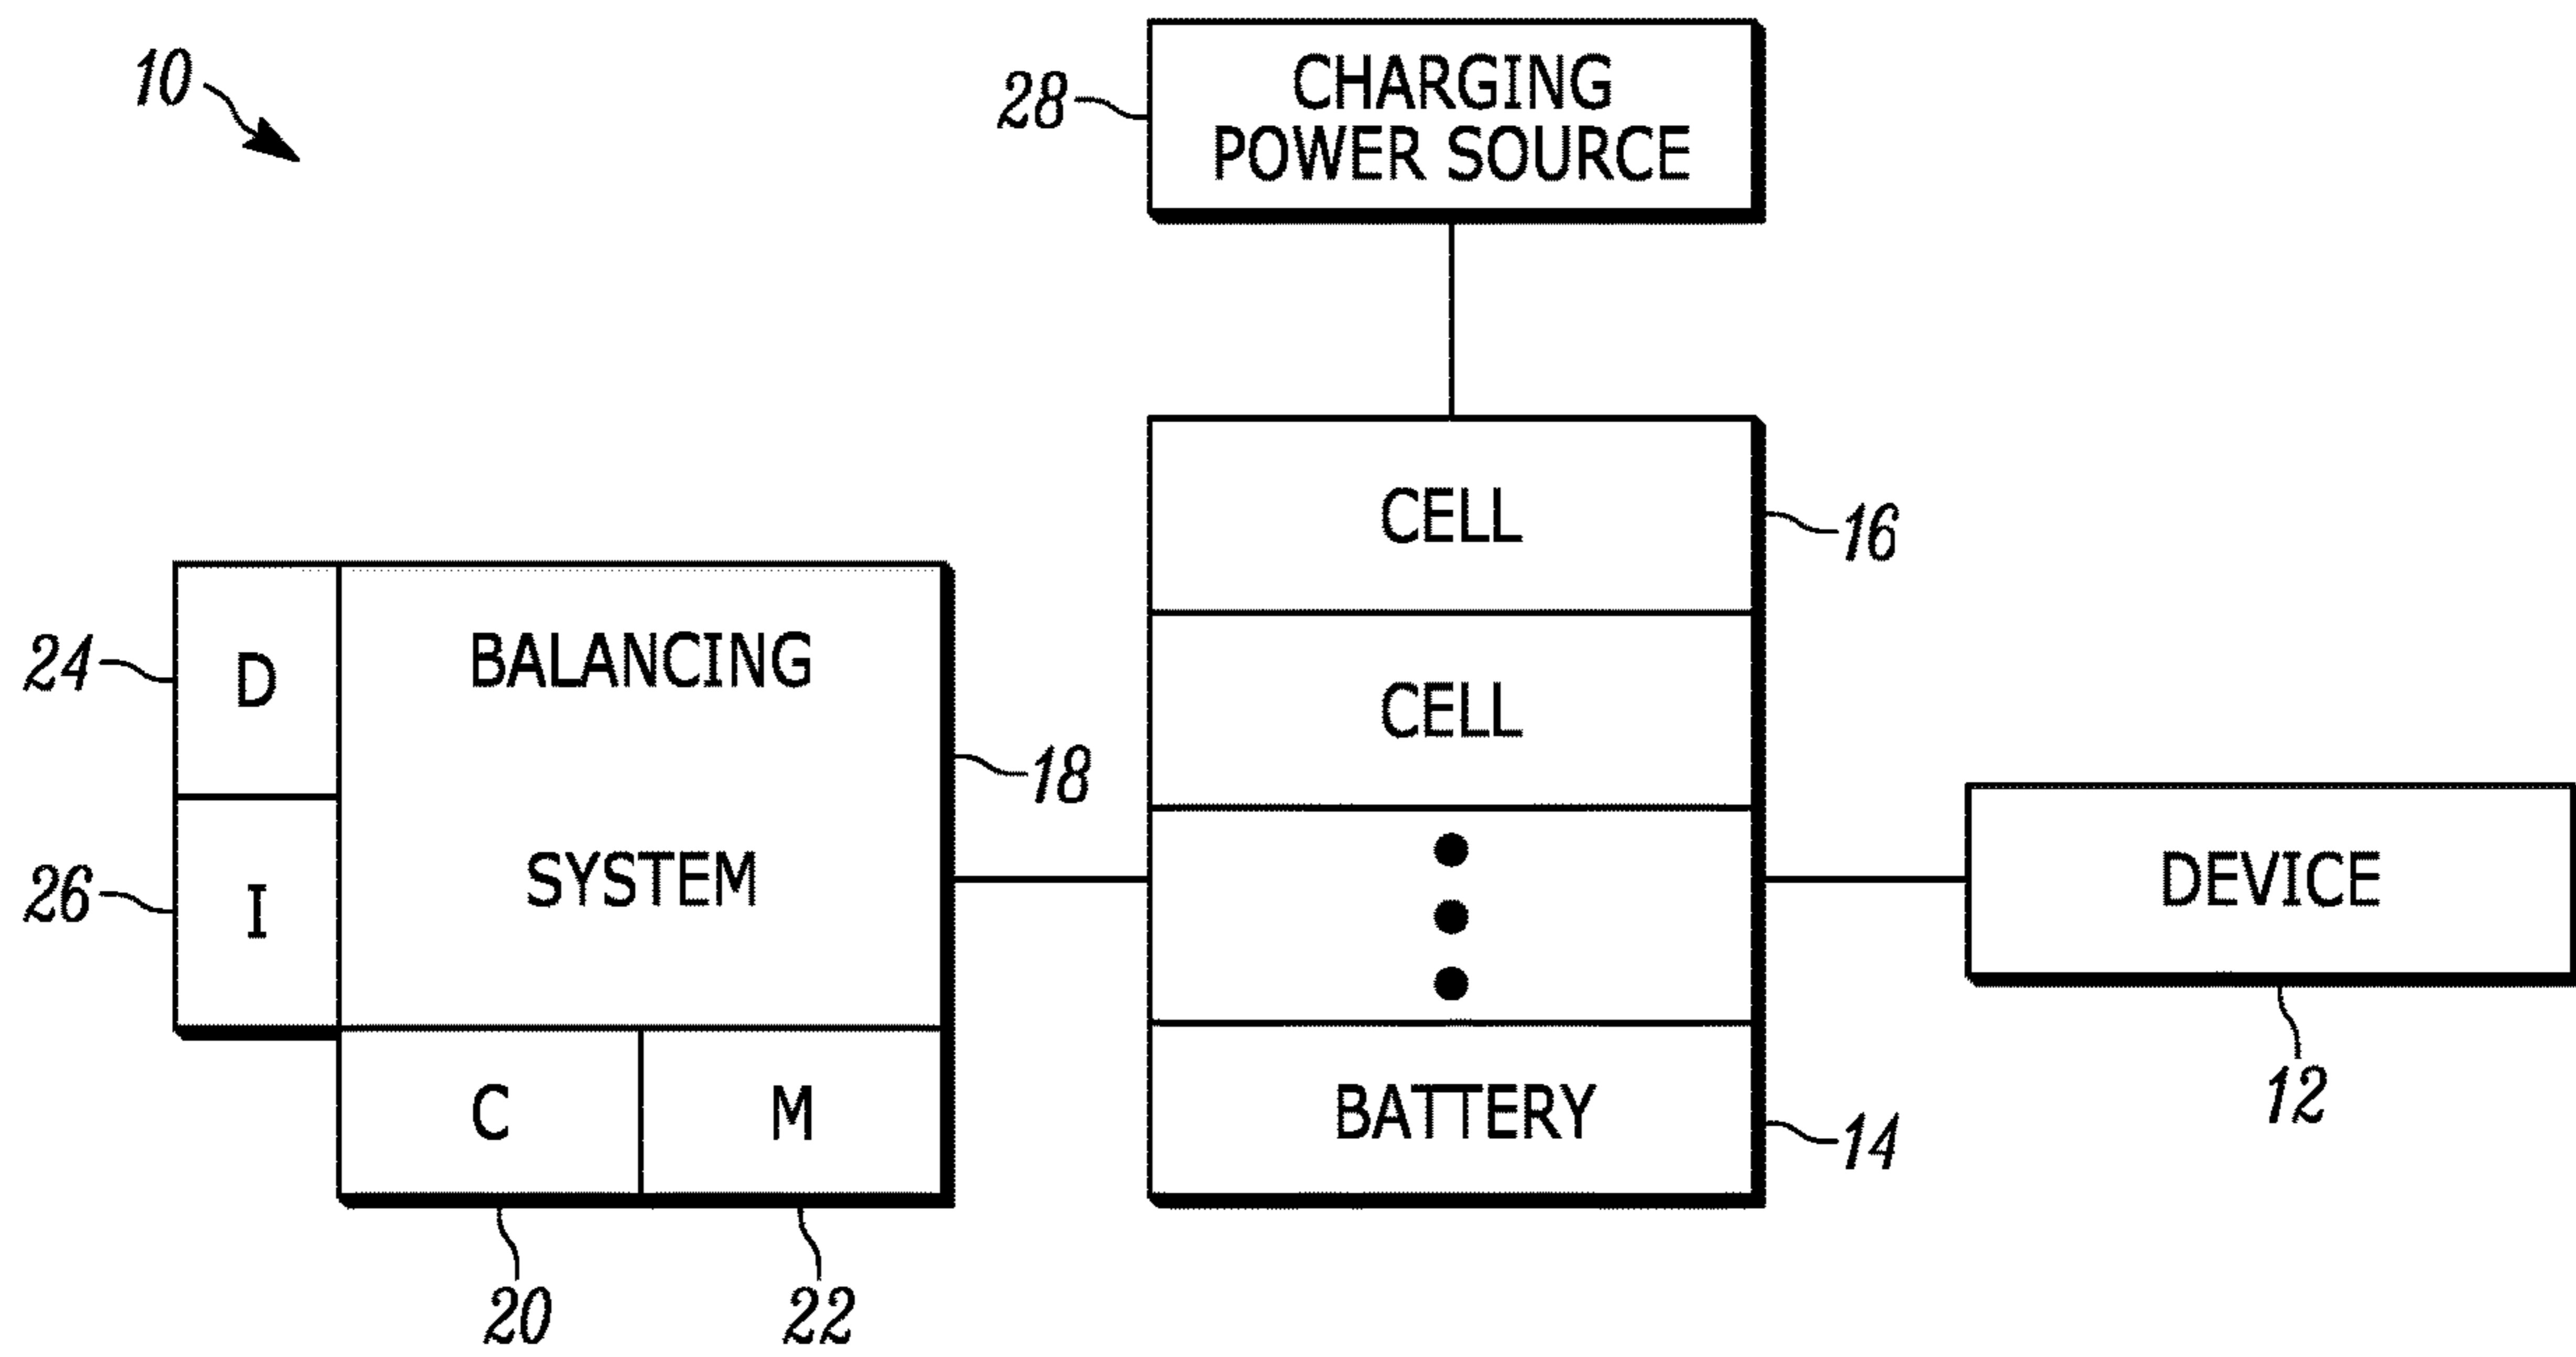 10
28
CHARGING
POWER SOURCE
CELL
16
24
D
BALANCING
CELL
18
26
I
SYSTEM
DEVICE
C
M
BATTERY
14
12
20
22